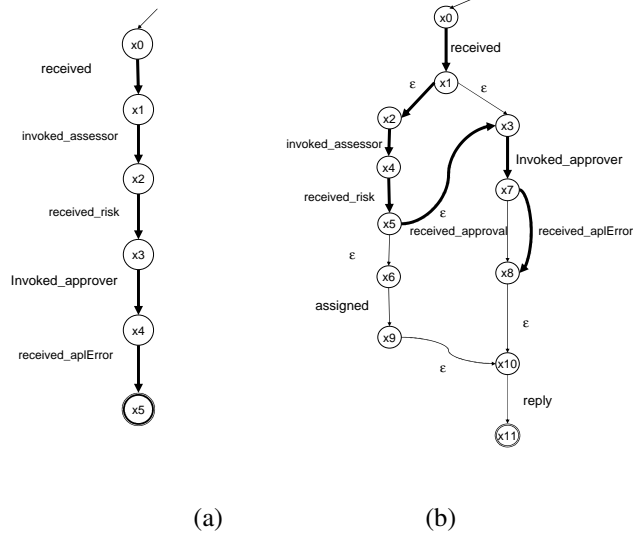 x0
received
x1
invoked_assessor
x2
received_risk
x3
Invoked_approver
x4
received_aplError
x5
(a)
x0
received
x1
ε
ε
x2
x3
invoked_assessor
Invoked_approver
x4
x7
received_risk
x5
ε
received_approval
received_aplError
ε
x6
x8
assigned
ε
x9
ε
x10
reply
x11
(b)